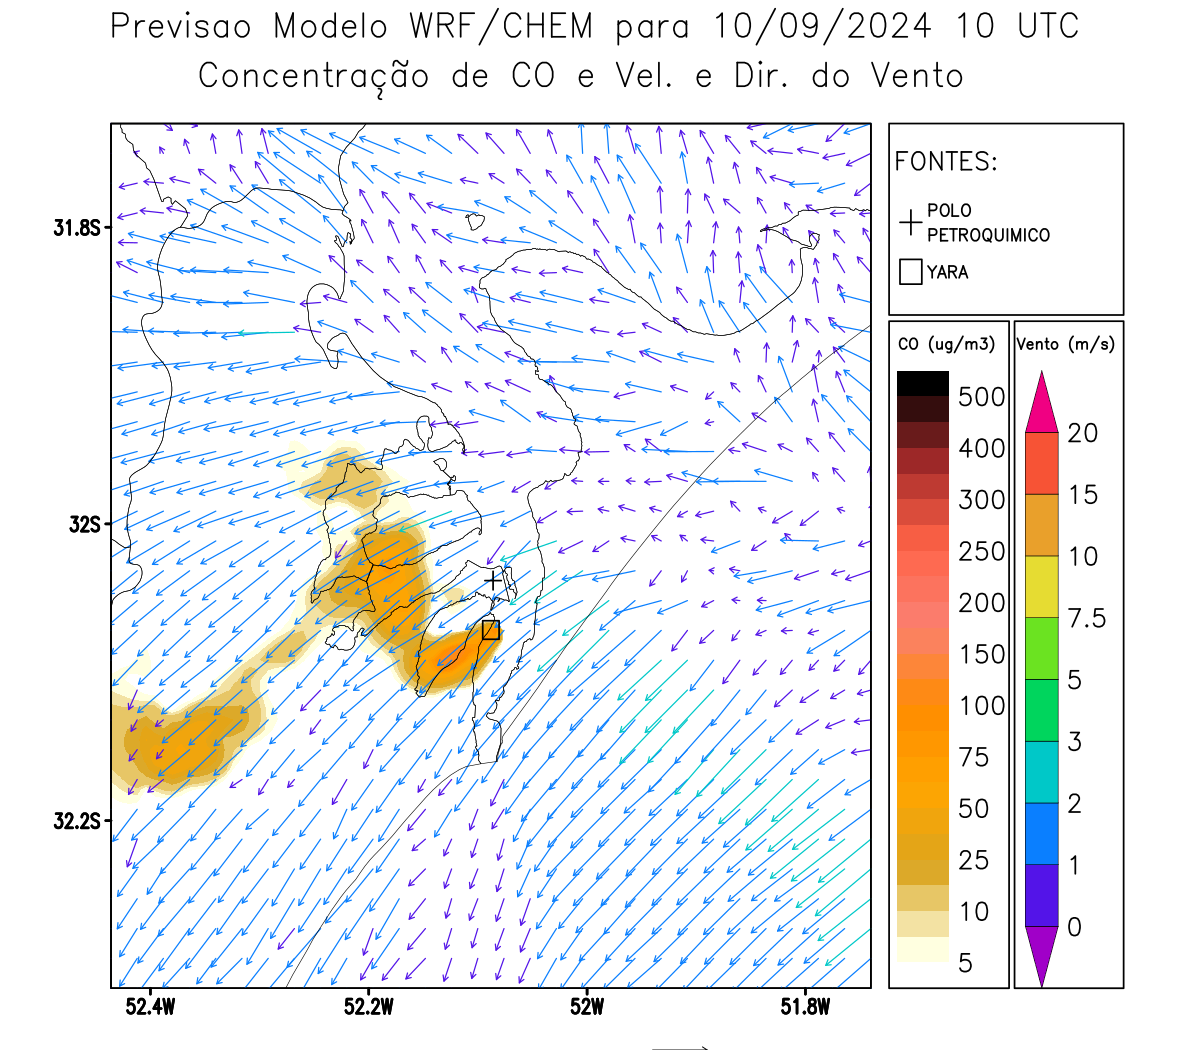 Previsao Modelo WRF/CHEM para 10/09/2024 10 UTC
Concentração de CO e Vel. e Dir. do Vento
FONTES:
POLO
PETROQUIMICO
YARA
CO (ug/m3)
500
400
300
250
200
150
100
75
50
25
10
5
Vento (m/s)
20
15
10
7.5
5
3
2
1
0
31.8S
32S
32.2S
52.4W
52.2W
52W
51.8W